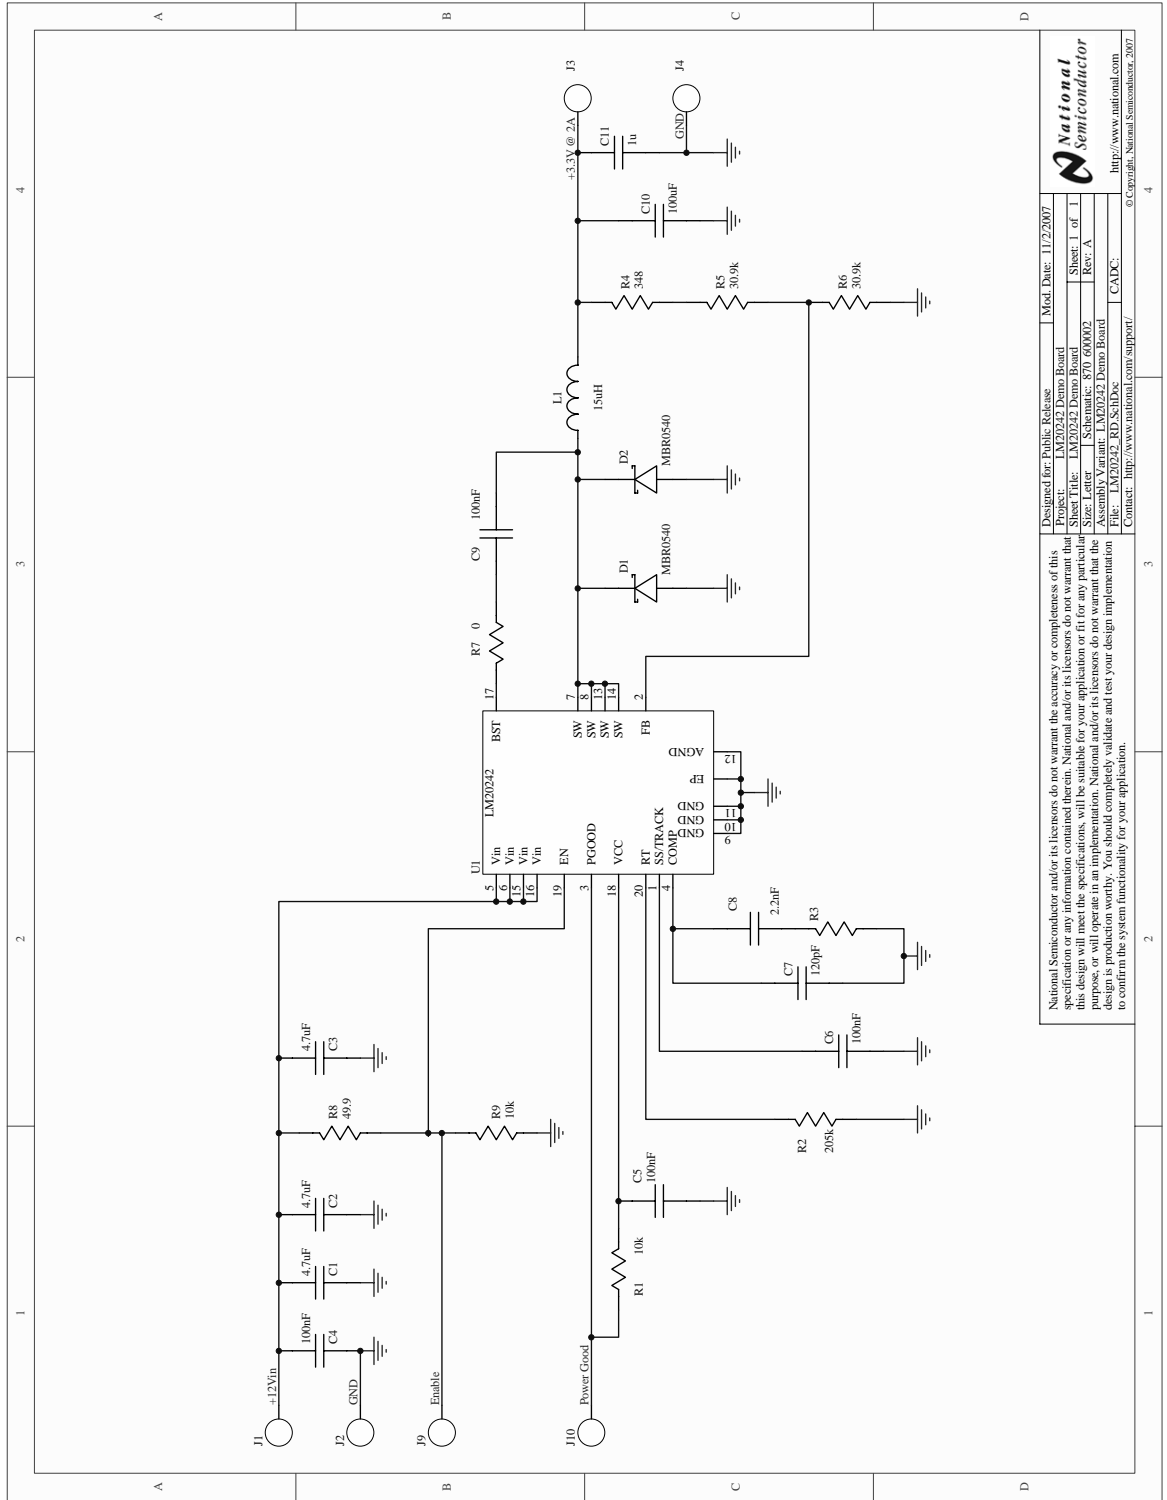 A
B
C
D
1
2
3
4
J1
+12Vin
J2
GND
J9
Enable
J10
Power Good
100nF
C4
4.7uF
C1
4.7uF
C2
R8
49.9
4.7uF
C3
R9
10k
R1
10k
C5
100nF
R2
205k
C6
100nF
C7
120pF
C8
2.2nF
R3
U1
LM20242
5 Vin
6 Vin
15 Vin
16 Vin
19 EN
3 PGOOD
18 VCC
20 RT
1 SS/TRACK
4 COMP
BST 17
SW 7
SW 8
SW 13
SW 14
FB 2
GND 9
GND 10
GND 11
EP
AGND 12
R7 0
C9
100nF
D1
MBR0540
D2
MBR0540
L1
15uH
R4
348
R5
30.9k
R6
30.9k
C10
100uF
C11
1u
+3.3V @ 2A
J3
GND
J4
National Semiconductor and/or its licensors do not warrant the accuracy or completeness of this
specification or any information contained therein. National and/or its licensors do not warrant that
this design will meet the specifications, will be suitable for your application or fit for any particular
purpose, or will operate in an implementation. National and/or its licensors do not warrant that the
design is production worthy. You should completely validate and test your design implementation
to confirm the system functionality for your application.
Designed for: Public Release
Mod. Date: 11/2/2007
Project: LM20242 Demo Board
Sheet Title: LM20242 Demo Board
Sheet: 1 of 1
Size: Letter
Schematic: 870_600002
Rev: A
Assembly Variant: LM20242 Demo Board
File: LM20242_RD.SchDoc
CADC:
Contact: http://www.national.com/support/
National
Semiconductor
http://www.national.com
© Copyright, National Semiconductor, 2007
A
B
C
D
1
2
3
4